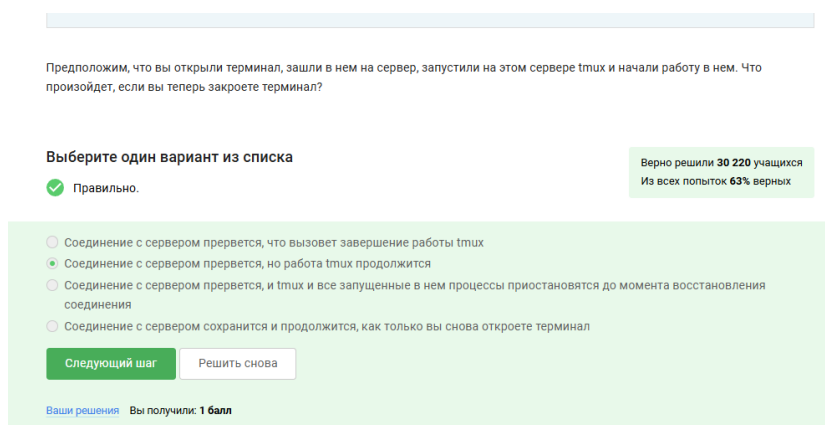 Предположим, что вы открыли терминал, зашли в нем на сервер, запустили на этом сервере tmux и начали работу в нем. Что
произойдет, если вы теперь закроете терминал?
Выберите один вариант из списка
Правильно.
Верно решили 30 220 учащихся
Из всех попыток 63% верных
Соединение с сервером прервется, что вызовет завершение работы tmux
Соединение с сервером прервется, но работа tmux продолжится
Соединение с сервером прервется, и tmux и все запущенные в нем процессы приостановятся до момента восстановления
соединения
Соединение с сервером сохранится и продолжится, как только вы снова откроете терминал
Следующий шаг
Решить снова
Ваши решения Вы получили: 1 балл